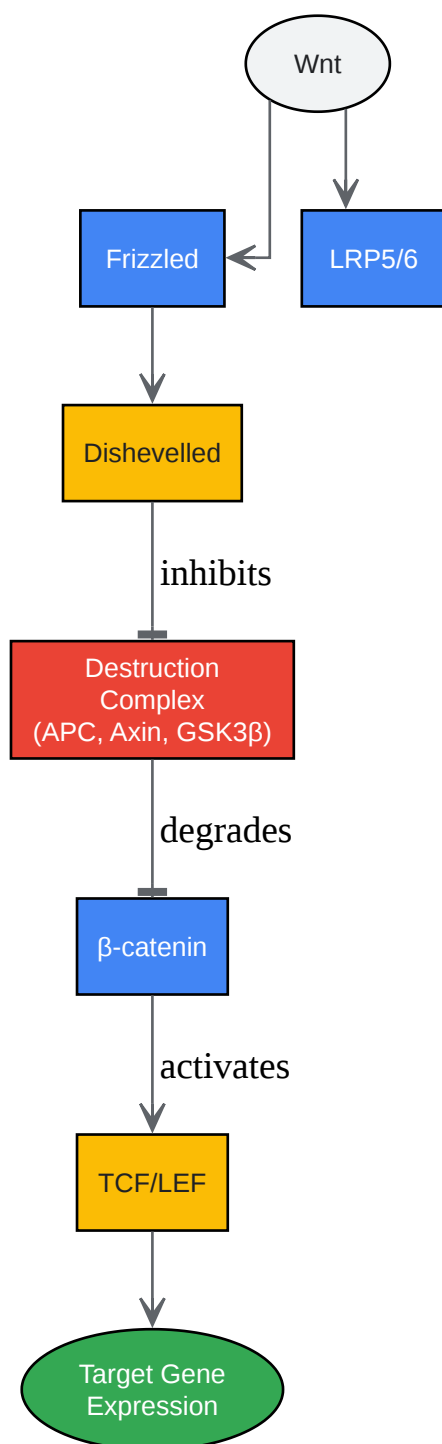 Wnt
Frizzled
LRP5/6
Dishevelled
inhibits
Destruction
Complex
(APC, Axin, GSK3β)
degrades
β-catenin
activates
TCF/LEF
Target Gene
Expression